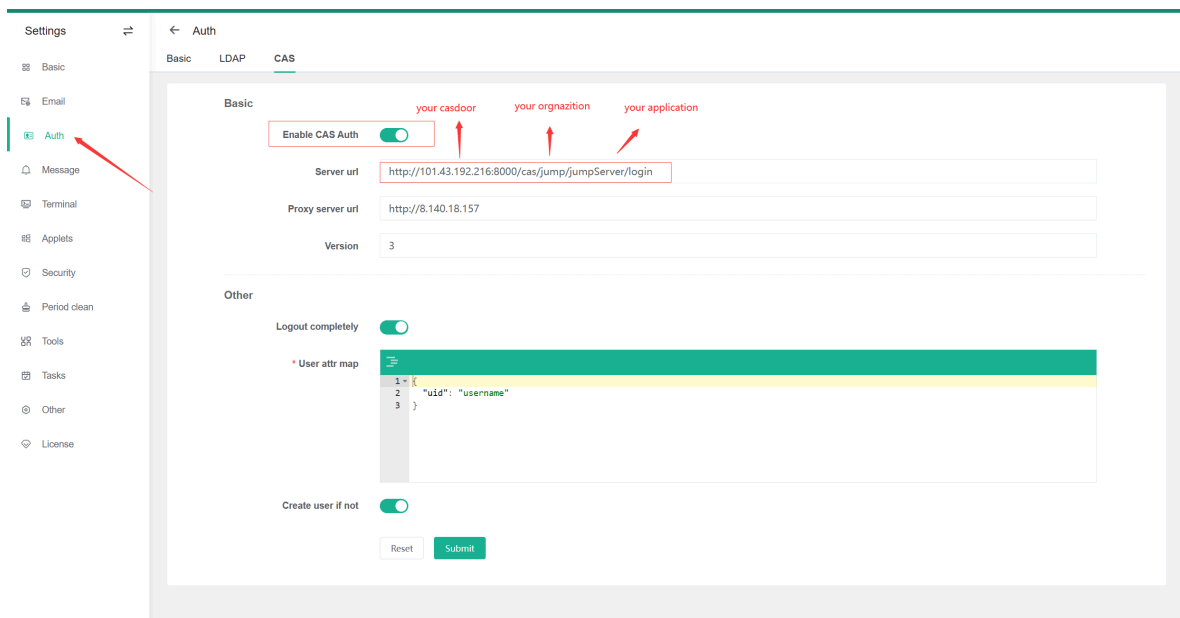 Settings
Auth
Basic LDAP CAS
Basic
Email
Auth
Message
Terminal
Applets
Security
Period clean
Tools
Tasks
Other
License
Basic
your casdoor your orgnazition your application
Enable CAS Auth
Server url http://101.43.192.216:8000/cas/jump/jumpServer/login
Proxy server url http://8.140.18.157
Version 3
Other
Logout completely
* User attr map
1 {
2 "uid": "username"
3 }
Create user if not
Reset Submit